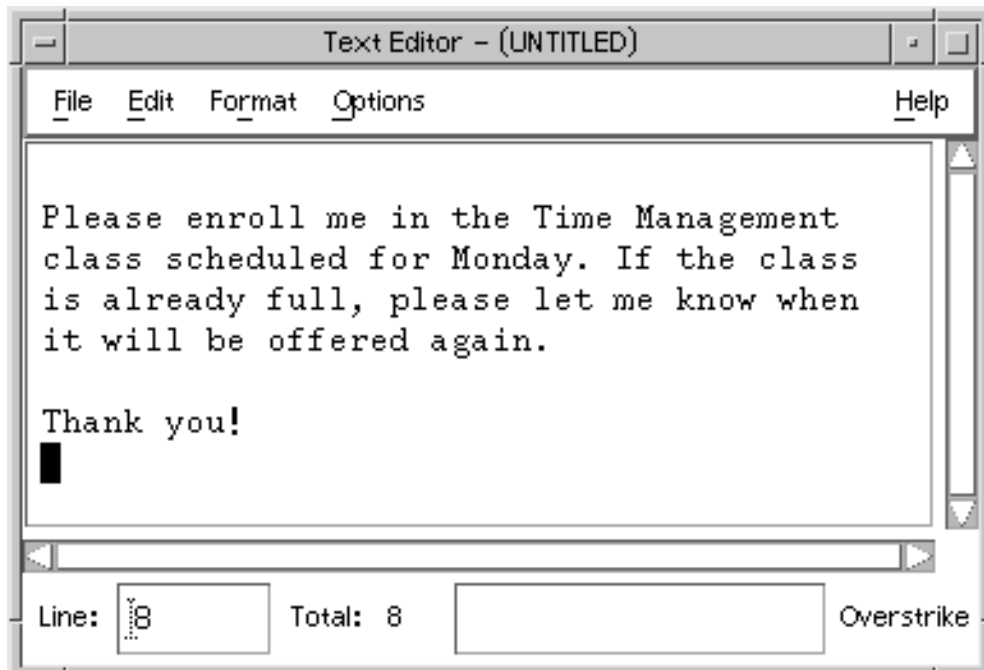 Text Editor – (UNTITLED)
File Edit Format Options Help
Please enroll me in the Time Management
class scheduled for Monday. If the class
is already full, please let me know when
it will be offered again.
Thank you!
Line: 8 Total: 8 Overstrike